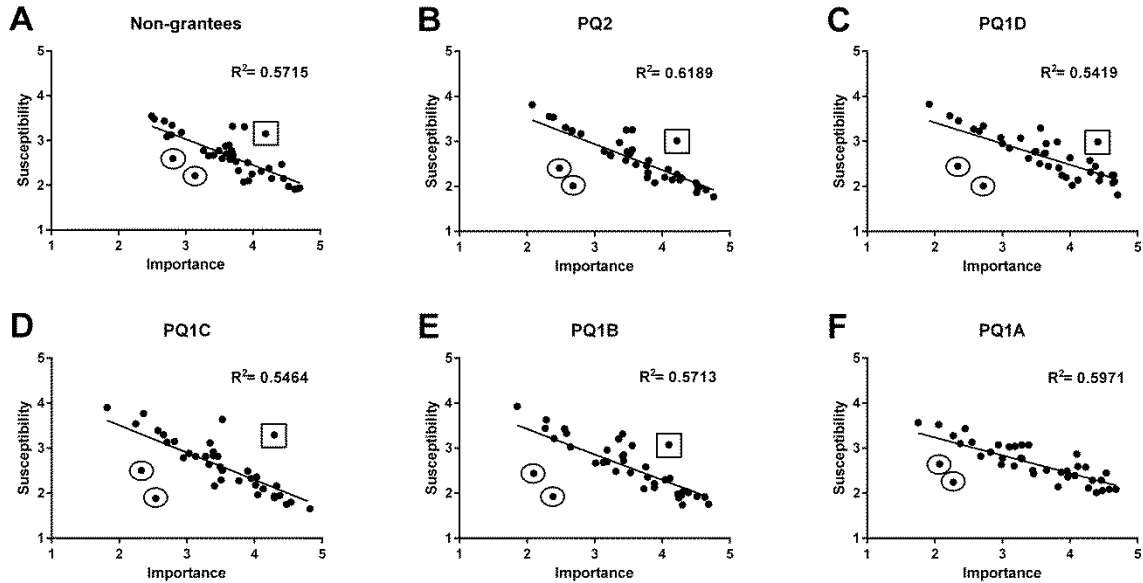 A
Non-grantees
R²= 0.5715
Susceptibility
5
4
3
2
1
1 2 3 4 5
Importance
B
PQ2
R²= 0.6189
Susceptibility
5
4
3
2
1
1 2 3 4 5
Importance
C
PQ1D
R²= 0.5419
Susceptibility
5
4
3
2
1
1 2 3 4 5
Importance
D
PQ1C
R²= 0.5464
Susceptibility
5
4
3
2
1
1 2 3 4 5
Importance
E
PQ1B
R²= 0.5713
Susceptibility
5
4
3
2
1
1 2 3 4 5
Importance
F
PQ1A
R²= 0.5971
Susceptibility
5
4
3
2
1
1 2 3 4 5
Importance